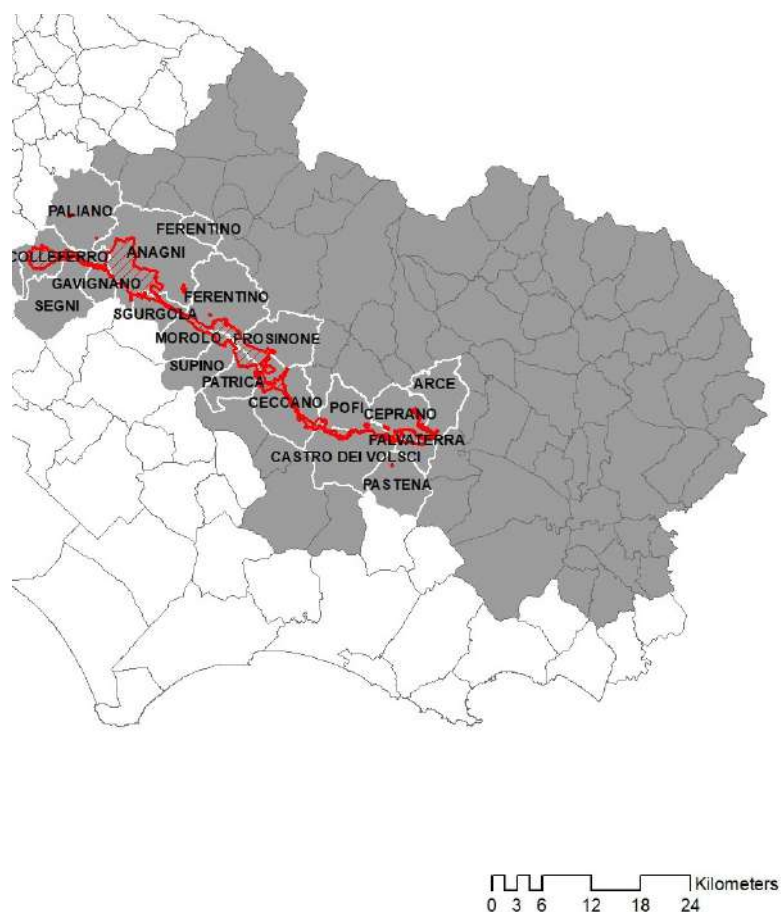 PALIANO
FERENTINO
COLLEFERRO
ANAGNI
GAVIGNANO
FERENTINO
SEGNI
SGURGOLA
MOROLO
FROSINONE
SUPINO
PATRICA
ARCE
CECCANO
POFI
CEPRANO
FALVATERRA
CASTRO DEI VOLSCI
PASTENA
Kilometers
0 3 6 12 18 24